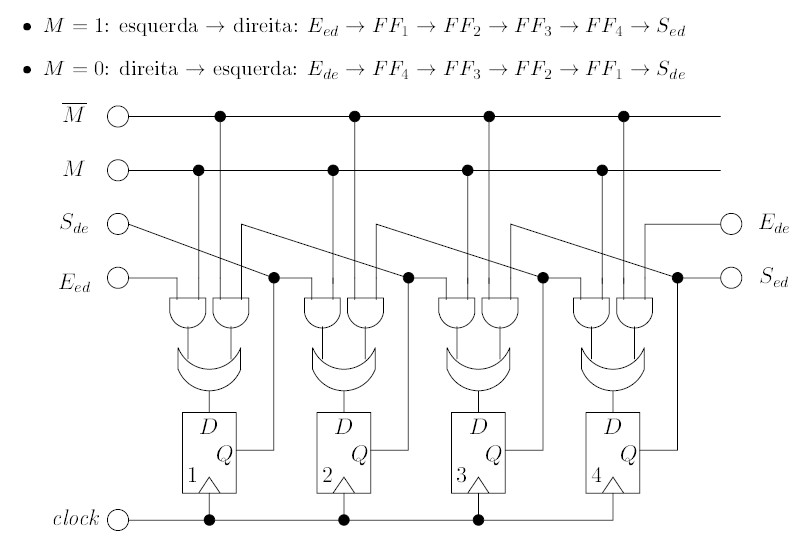 • M = 1: esquerda → direita: E_ed → FF_1 → FF_2 → FF_3 → FF_4 → S_ed
• M = 0: direita → esquerda: E_de → FF_4 → FF_3 → FF_2 → FF_1 → S_de
M̅
M
S_de
E_de
E_ed
S_ed
D D D D
Q Q Q Q
1 2 3 4
clock